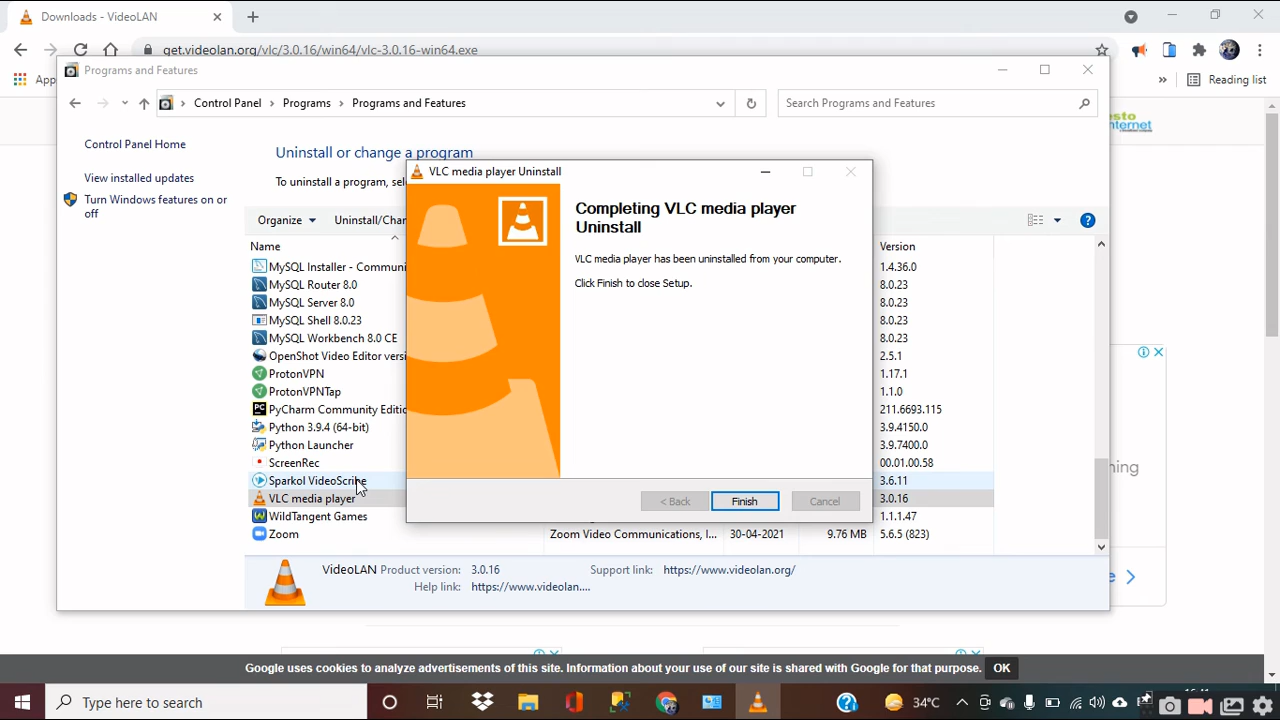 Downloads - VideoLAN
get.videolan.org/vlc/3.0.16/win64/vlc-3.0.16-win64.exe
App
Reading list
Programs and Features
Control Panel > Programs > Programs and Features
Search Programs and Features
Control Panel Home
View installed updates
Turn Windows features on or
off
Uninstall or change a program
To uninstall a program, sele
Organize
Uninstall/Chan
Name
Version
MySQL Installer - Communi
1.4.36.0
MySQL Router 8.0
8.0.23
MySQL Server 8.0
8.0.23
MySQL Shell 8.0.23
8.0.23
MySQL Workbench 8.0 CE
8.0.23
OpenShot Video Editor versi
2.5.1
ProtonVPN
1.17.1
ProtonVPNTap
1.1.0
PyCharm Community Editio
211.6693.115
Python 3.9.4 (64-bit)
3.9.4150.0
Python Launcher
3.9.7400.0
ScreenRec
00.01.00.58
Sparkol VideoScribe
3.6.11
VLC media player
3.0.16
WildTangent Games
1.1.1.47
Zoom
Zoom Video Communications, I...
30-04-2021
9.76 MB
5.6.5 (823)
VLC media player Uninstall
Completing VLC media player
Uninstall
VLC media player has been uninstalled from your computer.
Click Finish to close Setup.
< Back
Finish
Cancel
VideoLAN Product version: 3.0.16
Support link: https://www.videolan.org/
Help link: https://www.videolan....
esto
nternet
ning
e
Google uses cookies to analyze advertisements of this site. Information about your use of our site is shared with Google for that purpose.
OK
Type here to search
34°C